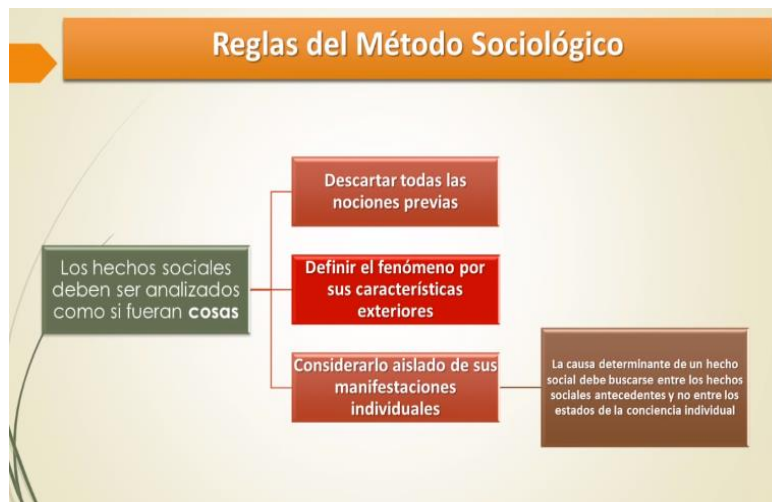 Reglas del Método Sociológico
Descartar todas las
nociones previas
Los hechos sociales
deben ser analizados
como si fueran cosas
Definir el fenómeno por
sus características
exteriores
Considerarlo aislado de sus
manifestaciones
individuales
La causa determinante de un hecho
social debe buscarse entre los hechos
sociales antecedentes y no entre los
estados de la conciencia individual